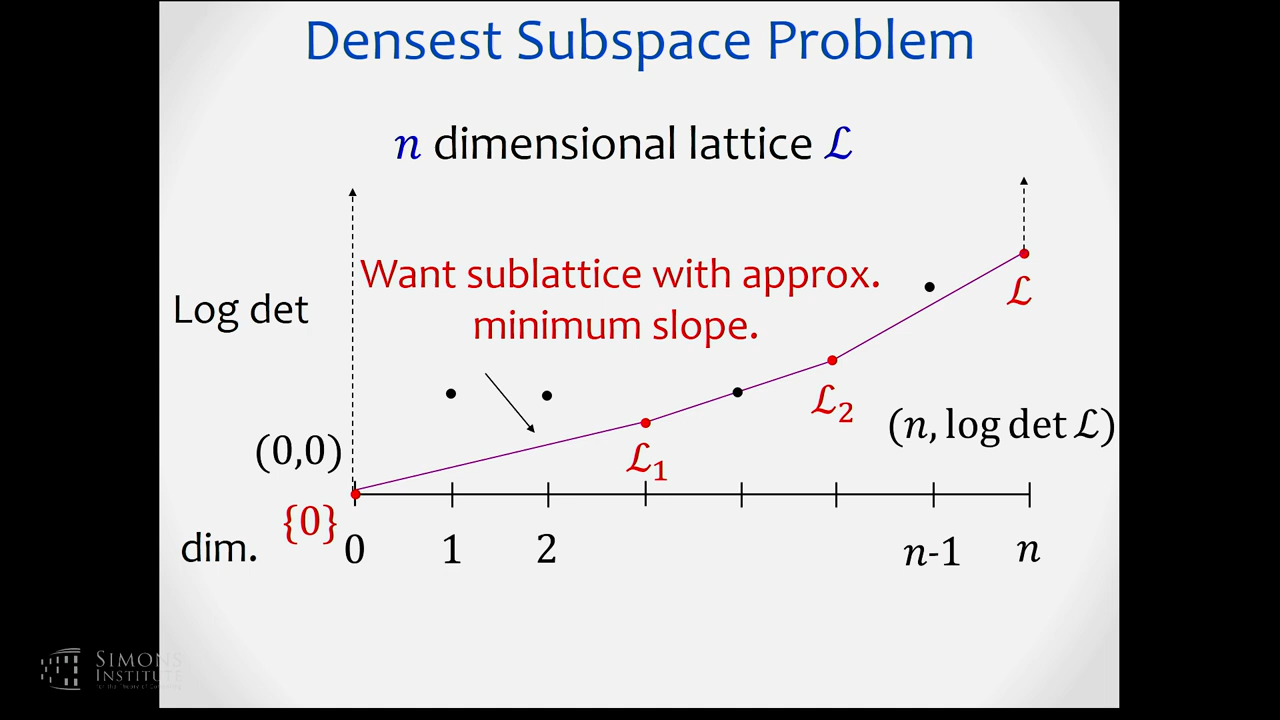 Densest Subspace Problem
n dimensional lattice ℒ
Want sublattice with approx.
minimum slope.
Log det
ℒ
ℒ₂
(n, log det ℒ)
(0,0)
ℒ₁
{0}
dim.
0 1 2 n-1 n
SIMONS
INSTITUTE